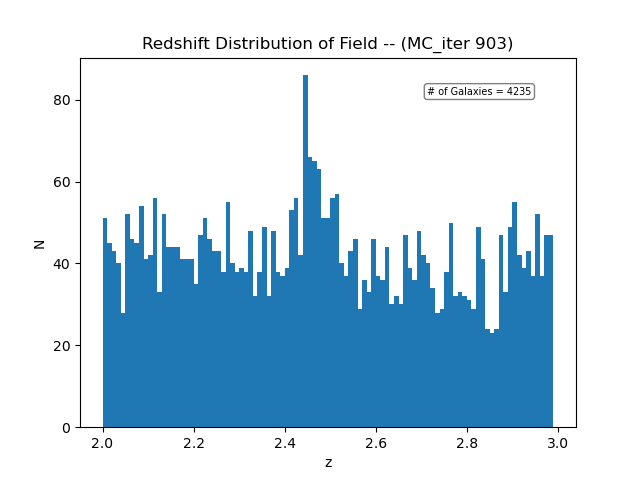 Redshift Distribution of Field -- (MC_iter 903)
# of Galaxies = 4235
80
60
40
20
0
N
2.0 2.2 2.4 2.6 2.8 3.0
z